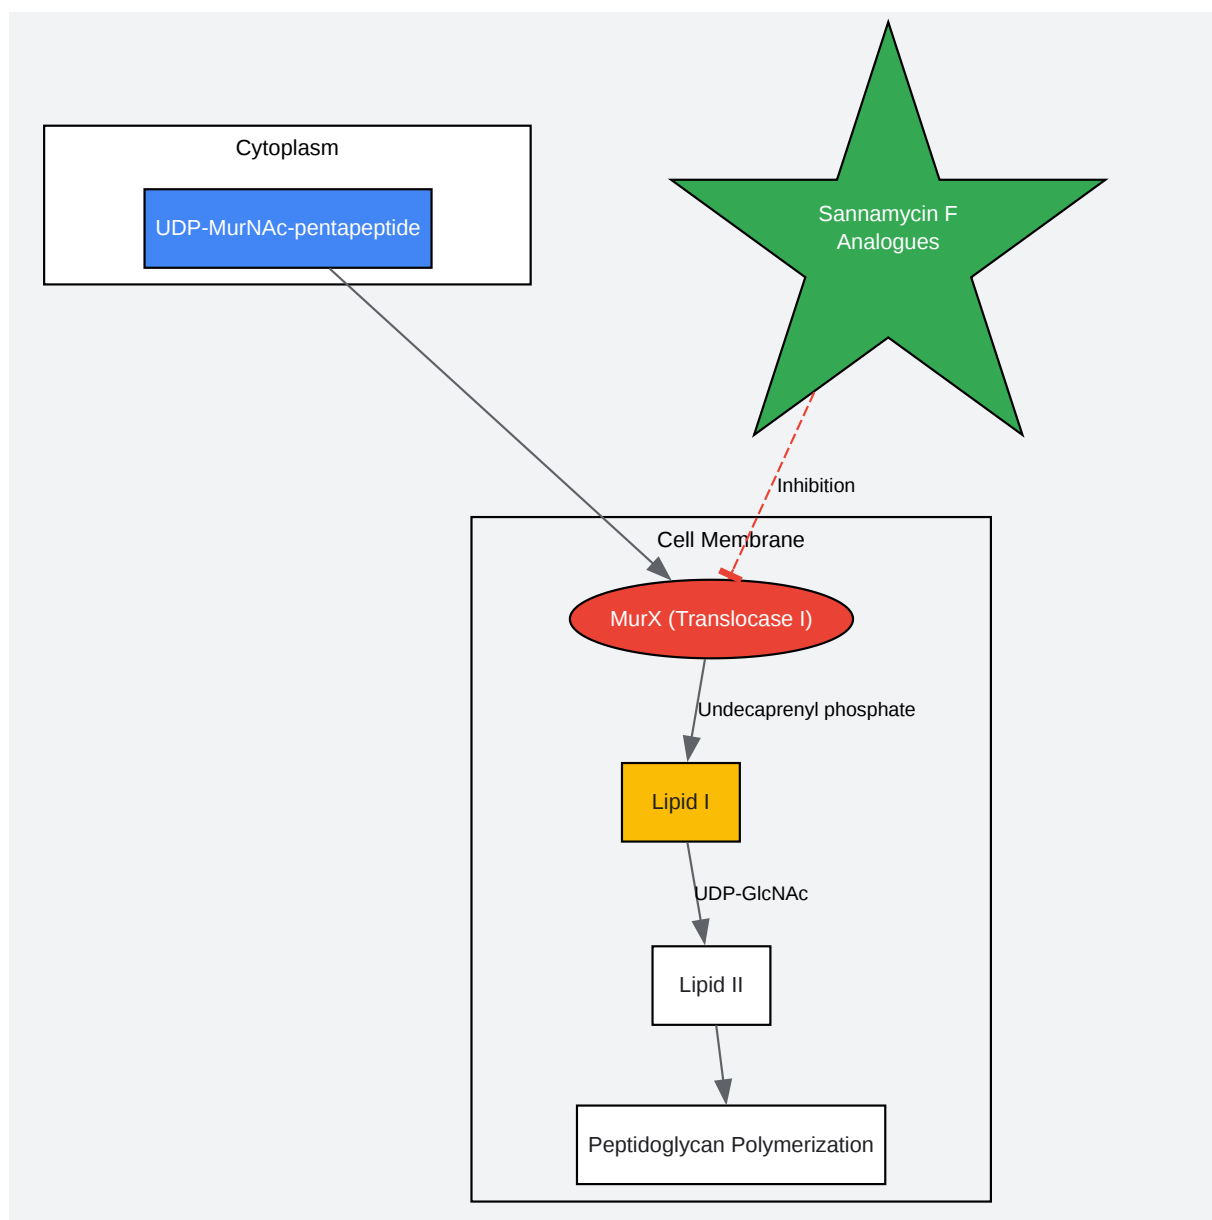 Cytoplasm
UDP-MurNAc-pentapeptide
Sannamycin F
Analogues
Inhibition
Cell Membrane
MurX (Translocase I)
Undecaprenyl phosphate
Lipid I
UDP-GlcNAc
Lipid II
Peptidoglycan Polymerization